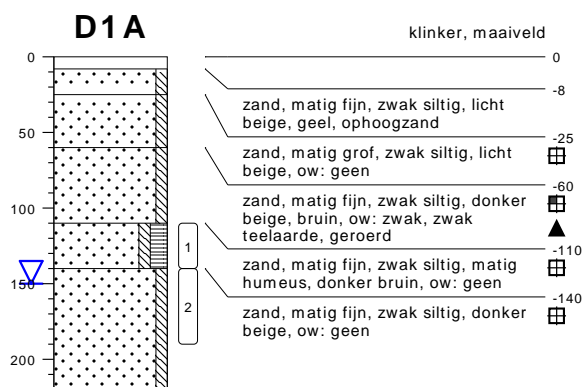 D1A
klinker, maaiveld
0
0
-8
zand, matig fijn, zwak siltig, licht
beige, geel, ophoogzand
-25
50
zand, matig grof, zwak siltig, licht
beige, ow: geen
-60
100
zand, matig fijn, zwak siltig, donker
beige, bruin, ow: zwak, zwak
teelaarde, geroerd
-110
1
zand, matig fijn, zwak siltig, matig
humeus, donker bruin, ow: geen
-140
150
2
zand, matig fijn, zwak siltig, donker
beige, ow: geen
200